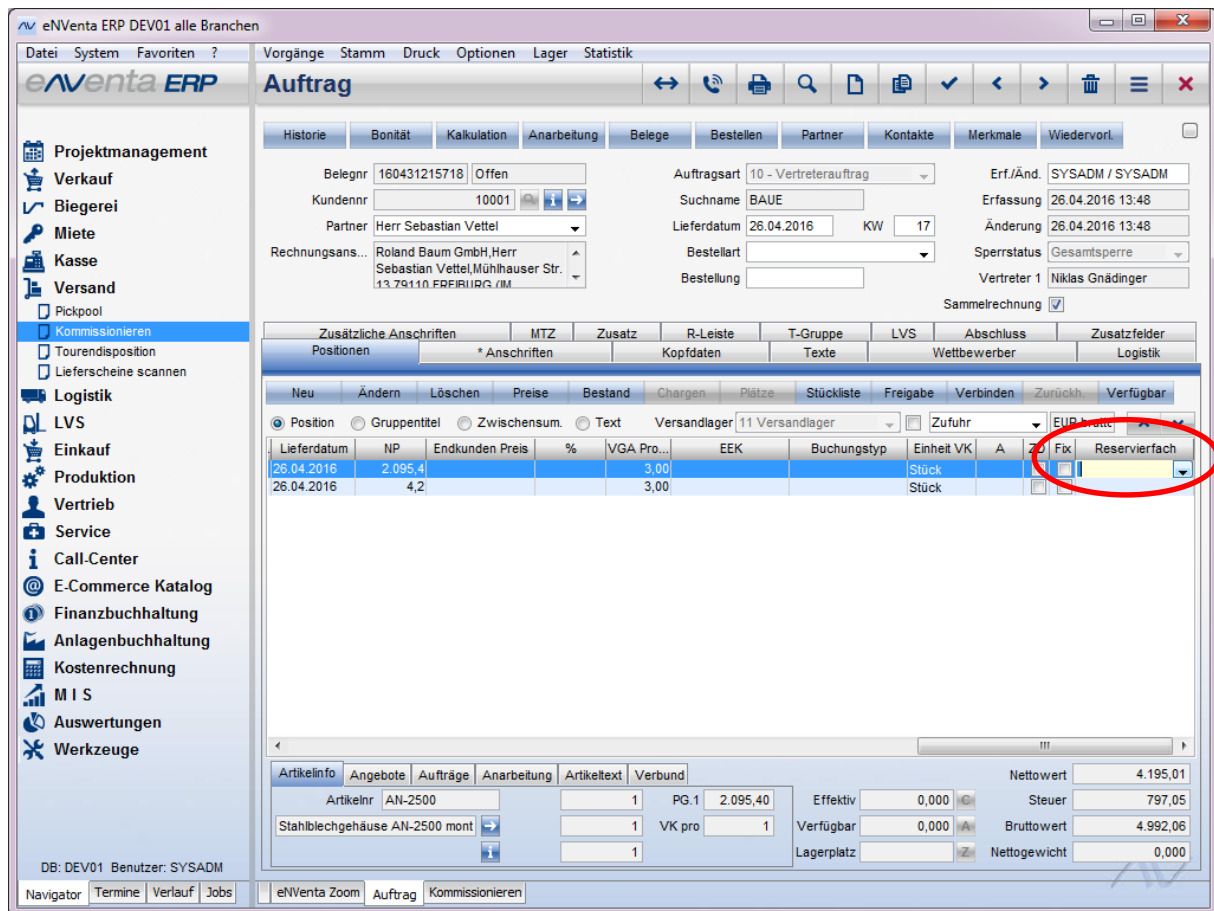 eNVenta ERP DEV01 alle Branchen
Datei System Favoriten ?
Vorgänge Stamm Druck Optionen Lager Statistik
eNVenta ERP
Auftrag
Historie Bonität Kalkulation Anarbeitung Belege Bestellen Partner Kontakte Merkmale Wiedervorl.
Projektmanagement
Verkauf
Biegerei
Miete
Kasse
Versand
Pickpool
Kommissionieren
Tourendisposition
Lieferscheine scannen
Logistik
LVS
Einkauf
Produktion
Vertrieb
Service
Call-Center
E-Commerce Katalog
Finanzbuchhaltung
Anlagenbuchhaltung
Kostenrechnung
M I S
Auswertungen
Werkzeuge
DB: DEV01 Benutzer: SYSADM
Navigator Termine Verlauf Jobs
Belegnr 160431215718 Offen Auftragsart 10 - Vertreterauftrag Erf./Änd. SYSADM / SYSADM
Kundennr 10001 Suchname BAUE Erfassung 26.04.2016 13:48
Partner Herr Sebastian Vettel Lieferdatum 26.04.2016 KW 17 Änderung 26.04.2016 13:48
Rechnungsans... Roland Baum GmbH,Herr Bestellart Sperrstatus Gesamtsperre
Sebastian Vettel,Mühlhauser Str.
13,79110 FREIBURG (IM Bestellung Vertreter 1 Niklas Gnädinger
Sammelrechnung
Zusätzliche Anschriften MTZ Zusatz R-Leiste T-Gruppe LVS Abschluss Zusatzfelder
Positionen * Anschriften Kopfdaten Texte Wettbewerber Logistik
Neu Ändern Löschen Preise Bestand Chargen Plätze Stückliste Freigabe Verbinden Zurückh. Verfügbar
Position Gruppentitel Zwischensum. Text Versandlager 11 Versandlager Zufuhr EUR brutto
Lieferdatum NP Endkunden Preis % VGA Pro... EEK Buchungstyp Einheit VK A ZD Fix Reservierfach
26.04.2016 2.095,4 3,00 Stück
26.04.2016 4,2 3,00 Stück
Artikelinfo Angebote Aufträge Anarbeitung Artikeltext Verbund Nettowert 4.195,01
Artikelnr AN-2500 1 PG.1 2.095,40 Effektiv 0,000 C Steuer 797,05
Stahlblechgehäuse AN-2500 mont 1 VK pro 1 Verfügbar 0,000 A Bruttowert 4.992,06
1 Lagerplatz Z Nettogewicht 0,000
eNVenta Zoom Auftrag Kommissionieren